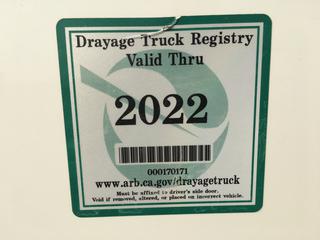 Drayage Truck Registry
Valid Thru
2022
000170171
www.arb.ca.gov/drayagetruck
Must be affixed to driver's side door.
Void if removed, altered, or placed on incorrect vehicle.